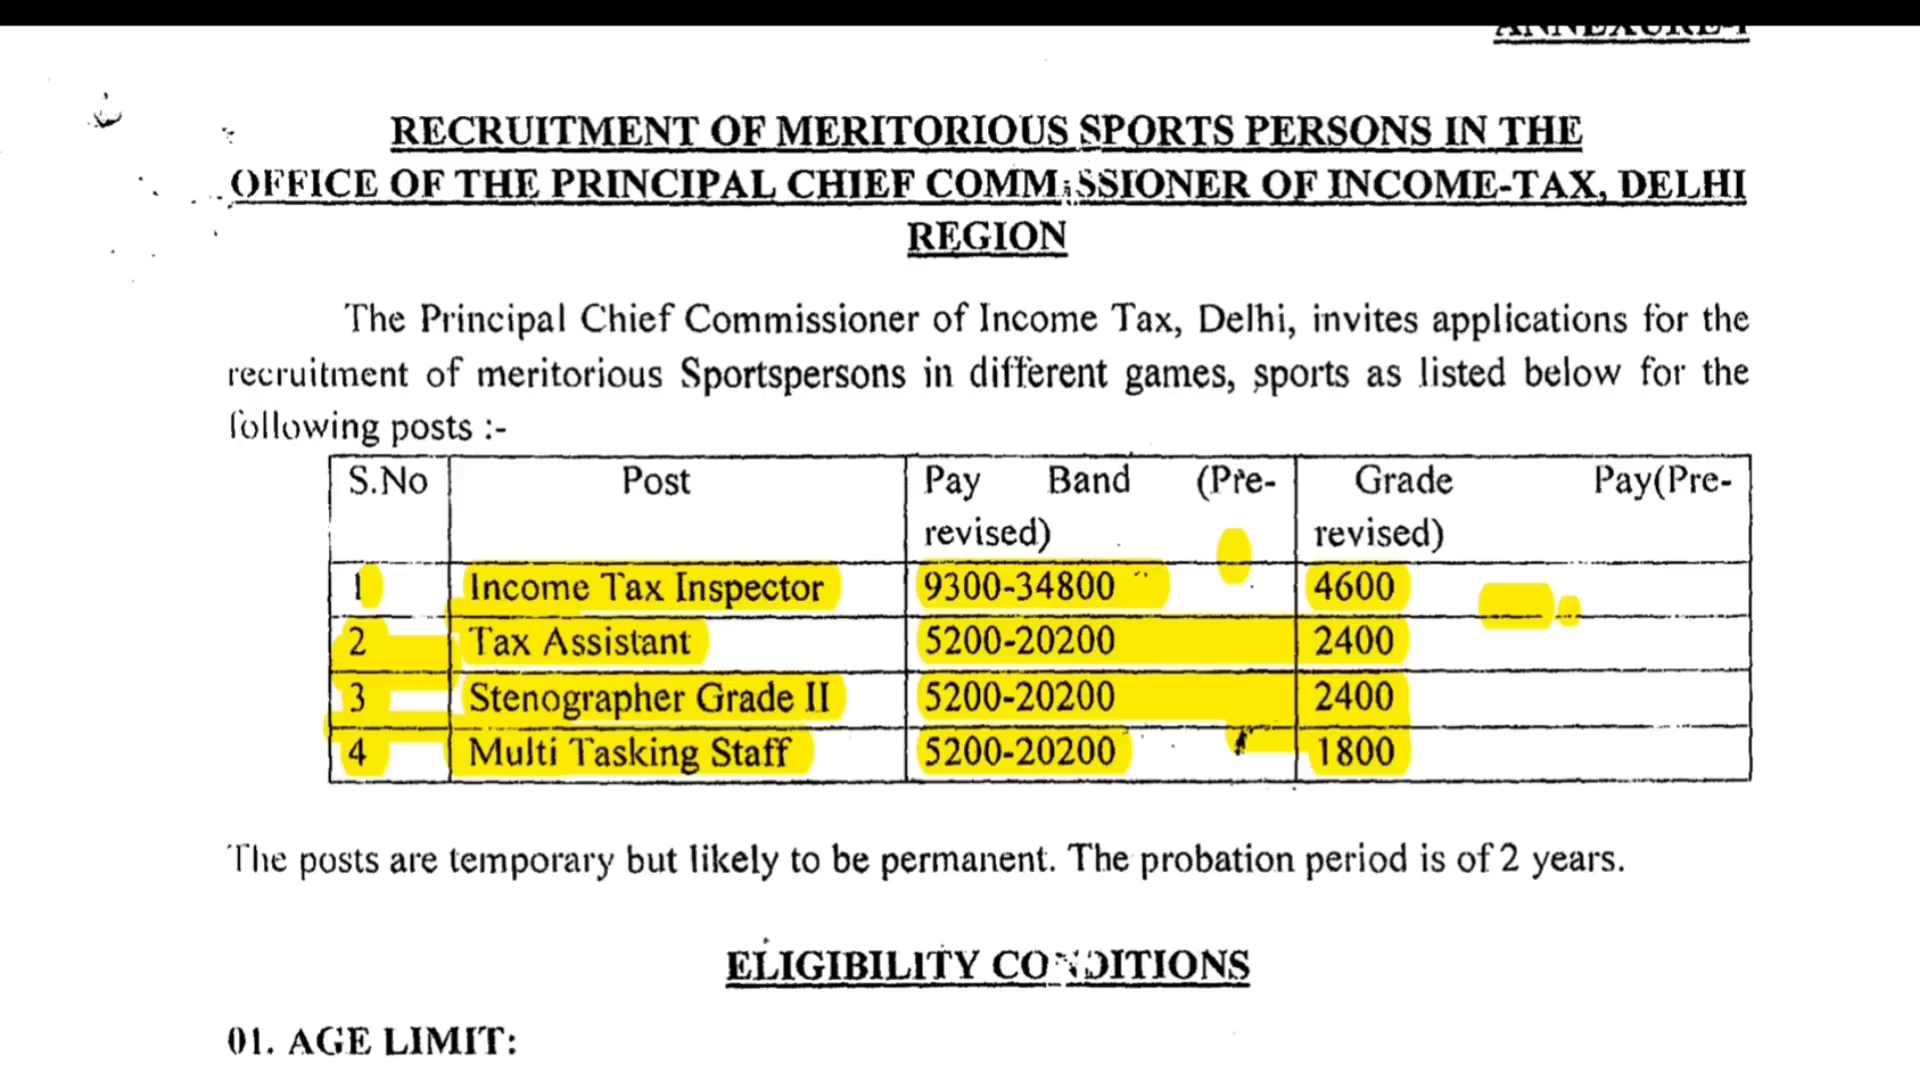 ANNEXURE-I
RECRUITMENT OF MERITORIOUS SPORTS PERSONS IN THE
OFFICE OF THE PRINCIPAL CHIEF COMMISSIONER OF INCOME-TAX, DELHI
REGION
The Principal Chief Commissioner of Income Tax, Delhi, invites applications for the
recruitment of meritorious Sportspersons in different games, sports as listed below for the
following posts :-
S.No Post Pay Band (Pre- Grade Pay(Pre-
revised) revised)
1 Income Tax Inspector 9300-34800 4600
2 Tax Assistant 5200-20200 2400
3 Stenographer Grade II 5200-20200 2400
4 Multi Tasking Staff 5200-20200 1800
The posts are temporary but likely to be permanent. The probation period is of 2 years.
ELIGIBILITY CONDITIONS
01. AGE LIMIT: